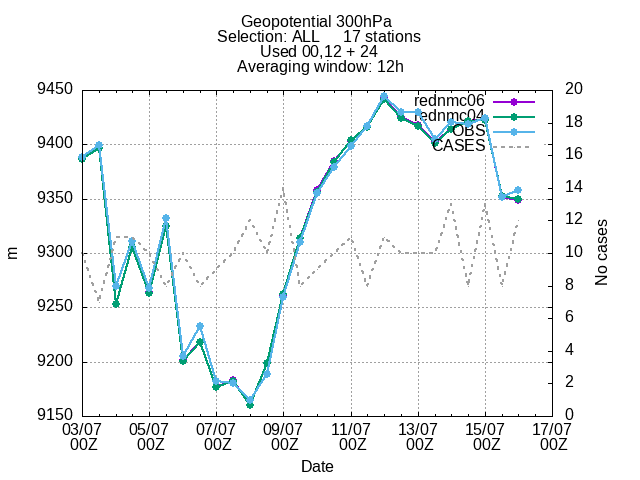 Geopotential 300hPa
Selection: ALL     17 stations
Used 00,12 + 24
Averaging window: 12h
9450
9400
9350
9300
9250
9200
9150
m
20
18
16
14
12
10
8
6
4
2
0
No cases
rednmc06
rednmc04
OBS
CASES
03/07 05/07 07/07 09/07 11/07 13/07 15/07 17/07
00Z 00Z 00Z 00Z 00Z 00Z 00Z 00Z
Date